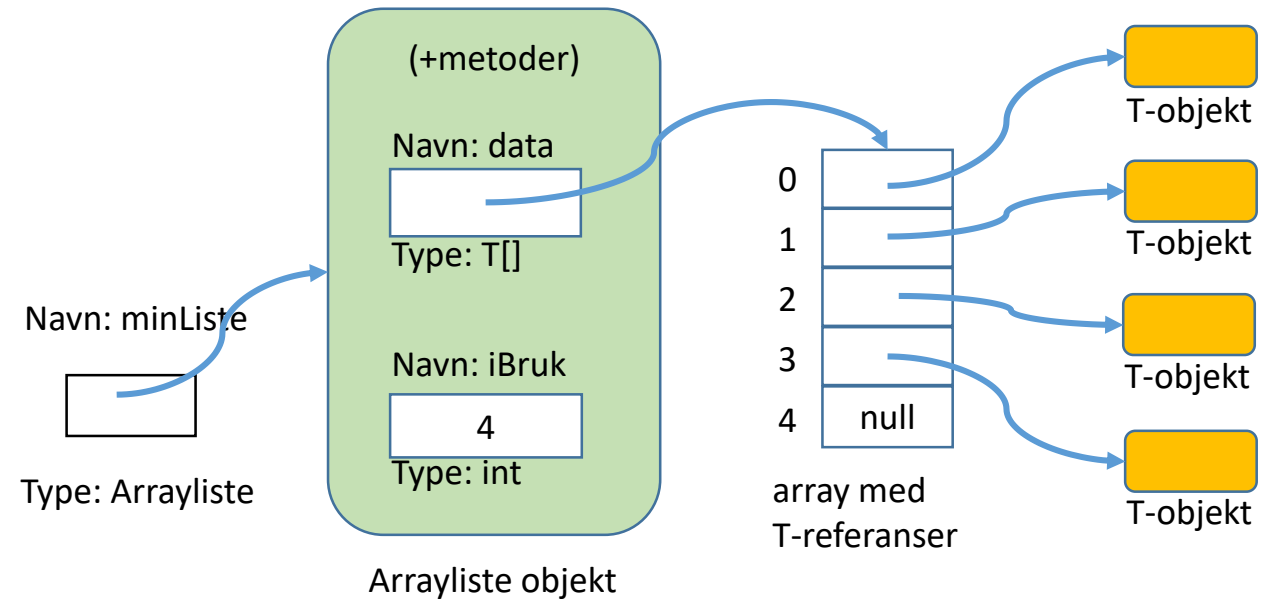 Navn: minListe
Type: Arrayliste
(+metoder)
Navn: data
Type: T[]
Navn: iBruk
4
Type: int
Arrayliste objekt
0
1
2
3
4
null
array med
T-referanser
T-objekt
T-objekt
T-objekt
T-objekt